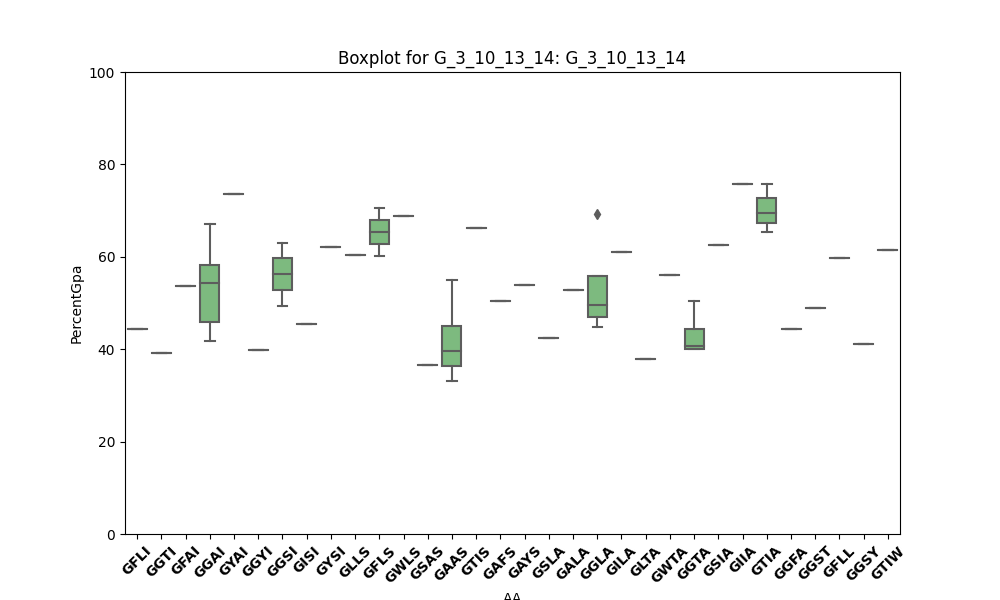 Boxplot for G_3_10_13_14: G_3_10_13_14
100
80
60
40
20
0
PercentGpa
GFLI GGTI GFAI GGAI GYAI GGYI GGSI GISI GYSI GLLS GFLS GWLS GSAS GAAS GTIS GAFS GAYS GSLA GALA GGLA GILA GLTA GWTA GGTA GSIA GIIA GTIA GGFA GGST GFLL GGSY GTIW
AA